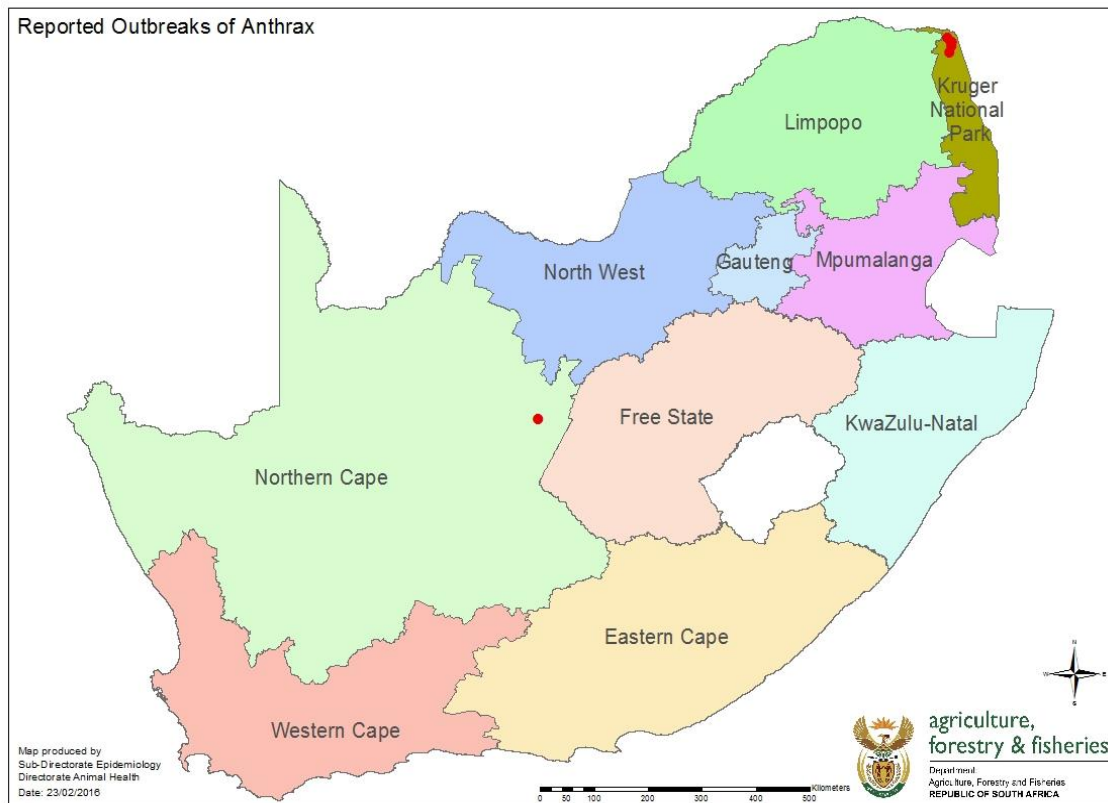 Reported Outbreaks of Anthrax
Kruger
National
Park
Limpopo
North West
Gauteng
Mpumalanga
Free State
KwaZulu-Natal
Northern Cape
Eastern Cape
Western Cape
N
W
E
S
Map produced by
Sub-Directorate Epidemiology
Directorate Animal Health
Date: 23/02/2016
Kilometers
0 50 100 200 300 400 500
agriculture,
forestry & fisheries
Department:
Agriculture, Forestry and Fisheries
REPUBLIC OF SOUTH AFRICA